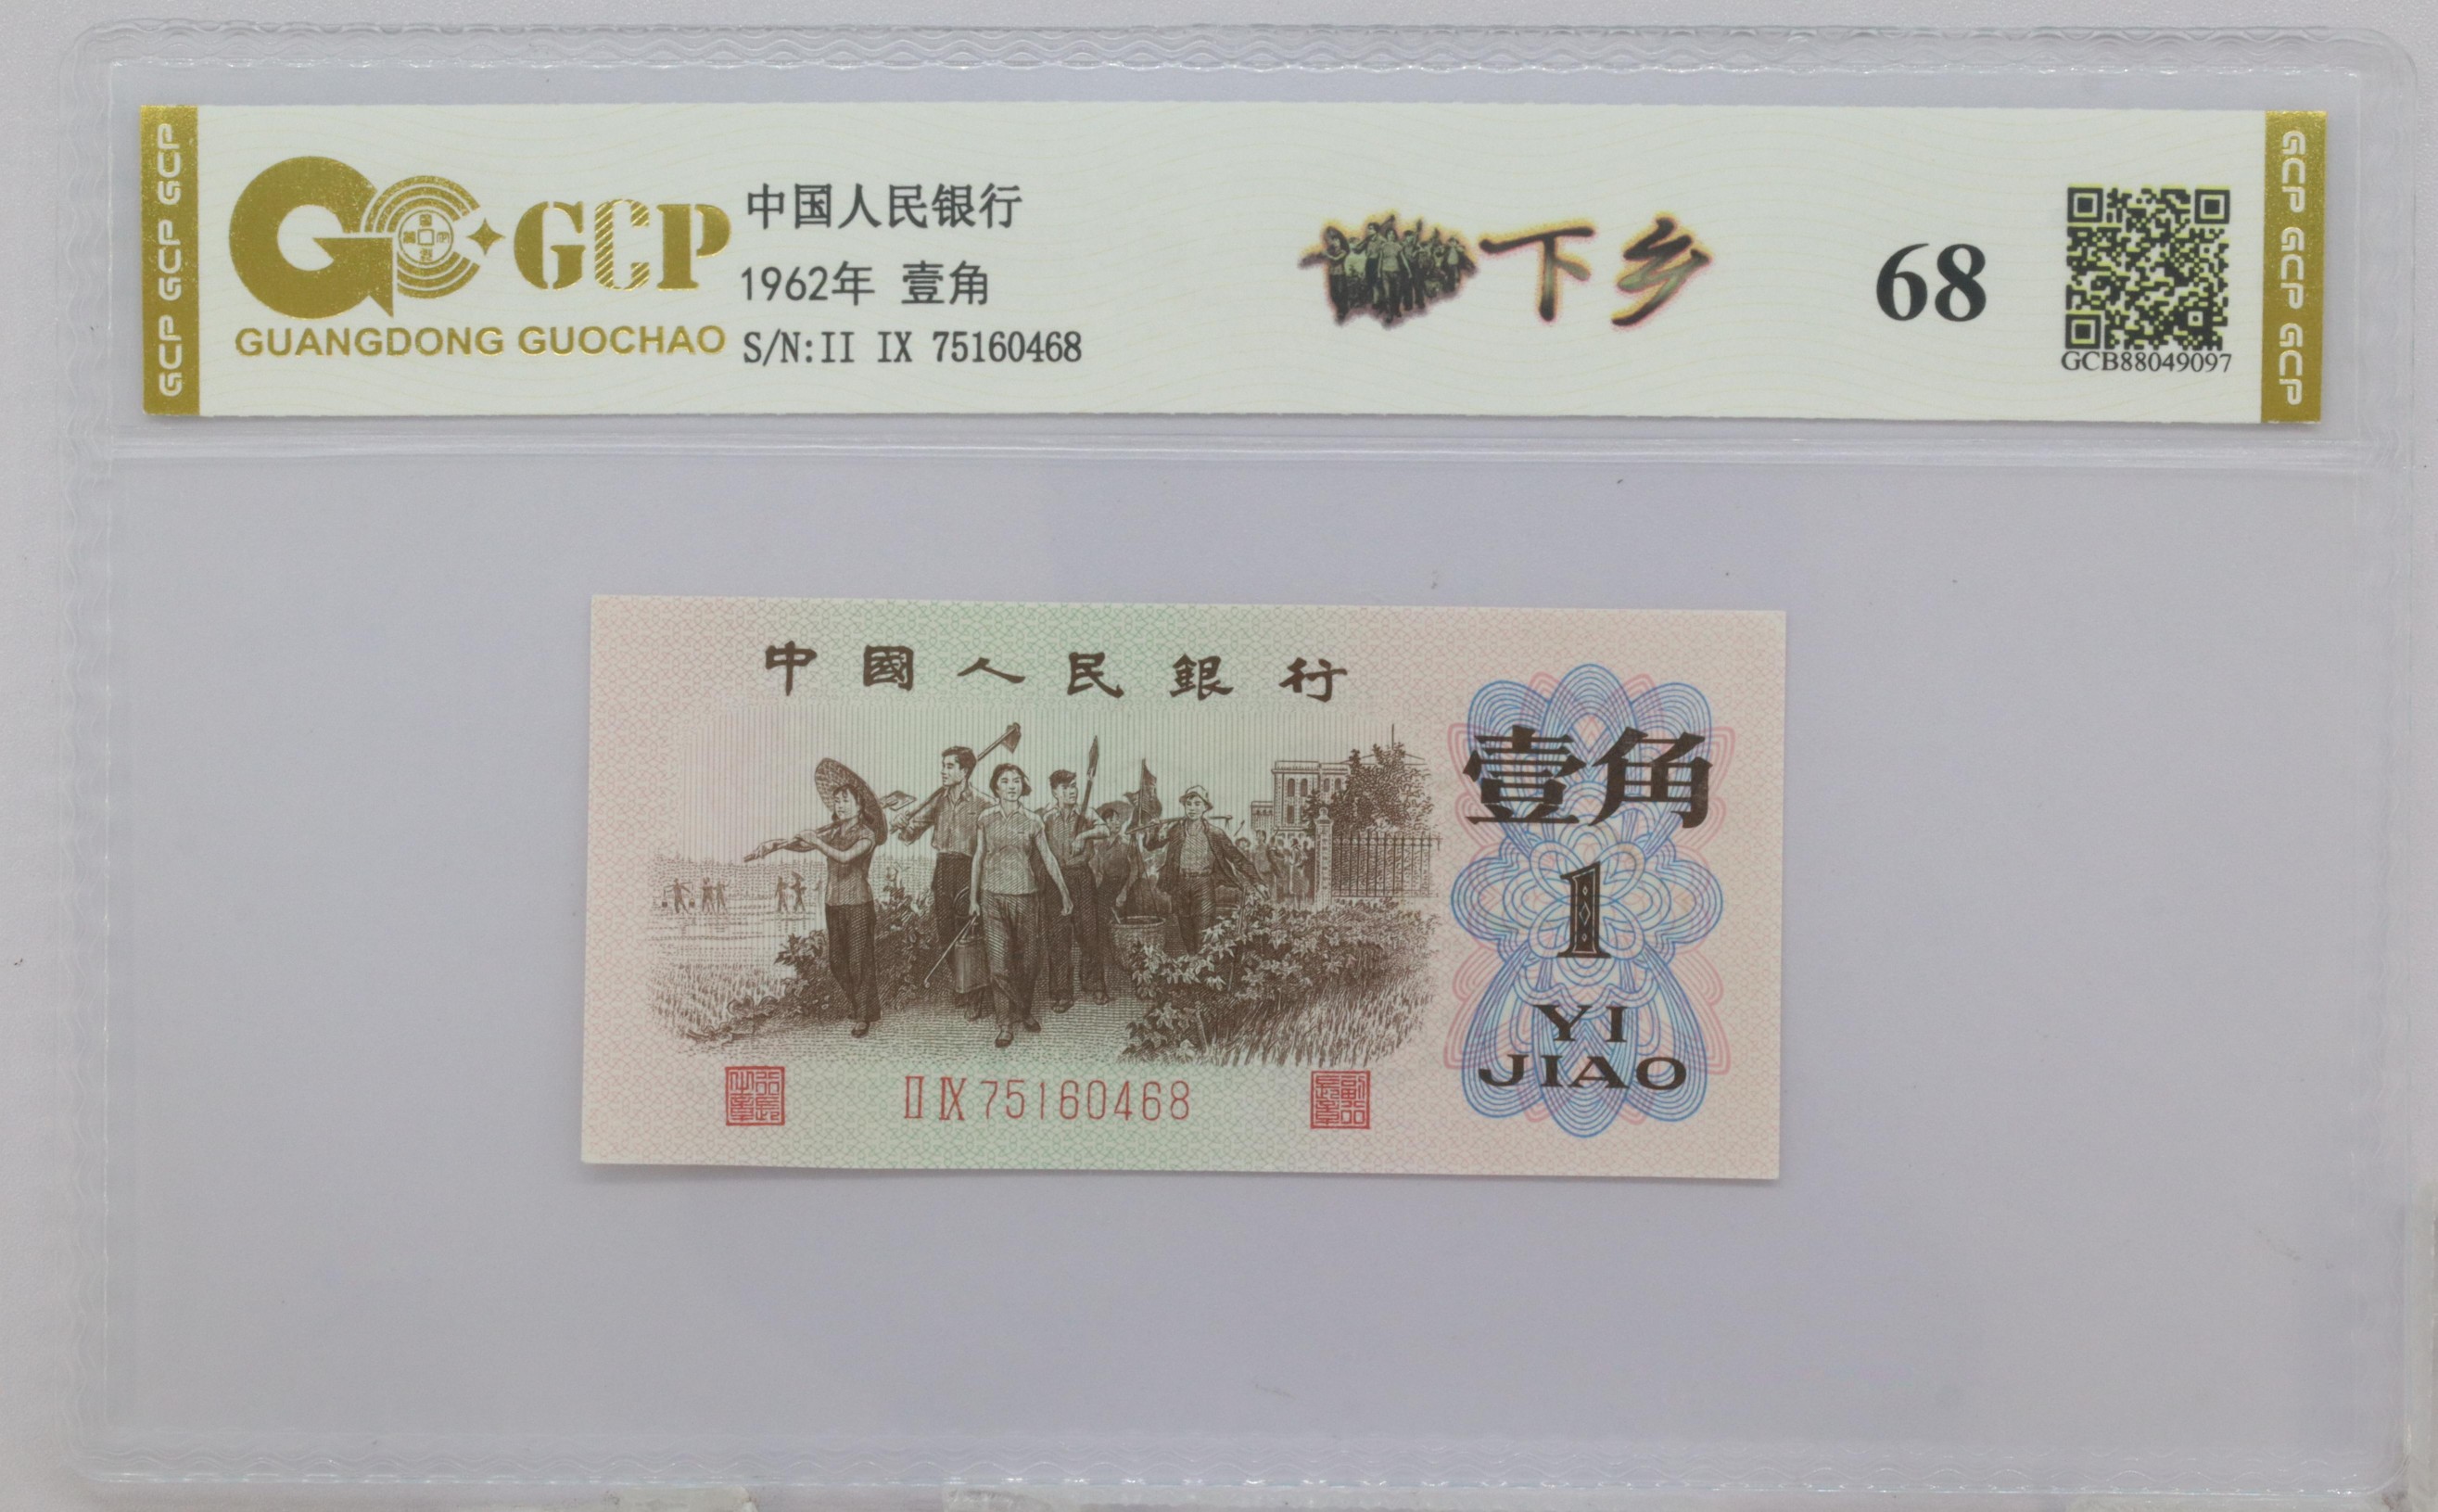 GCP GCP GCP
GCP
GUANGDONG GUOCHAO
中国人民银行
1962年 壹角
S/N:II IX 75160468
下乡
68
GCB88049097
GCP GCP GCP
中國人民銀行
壹角
1
YI
JIAO
II IX 75160468